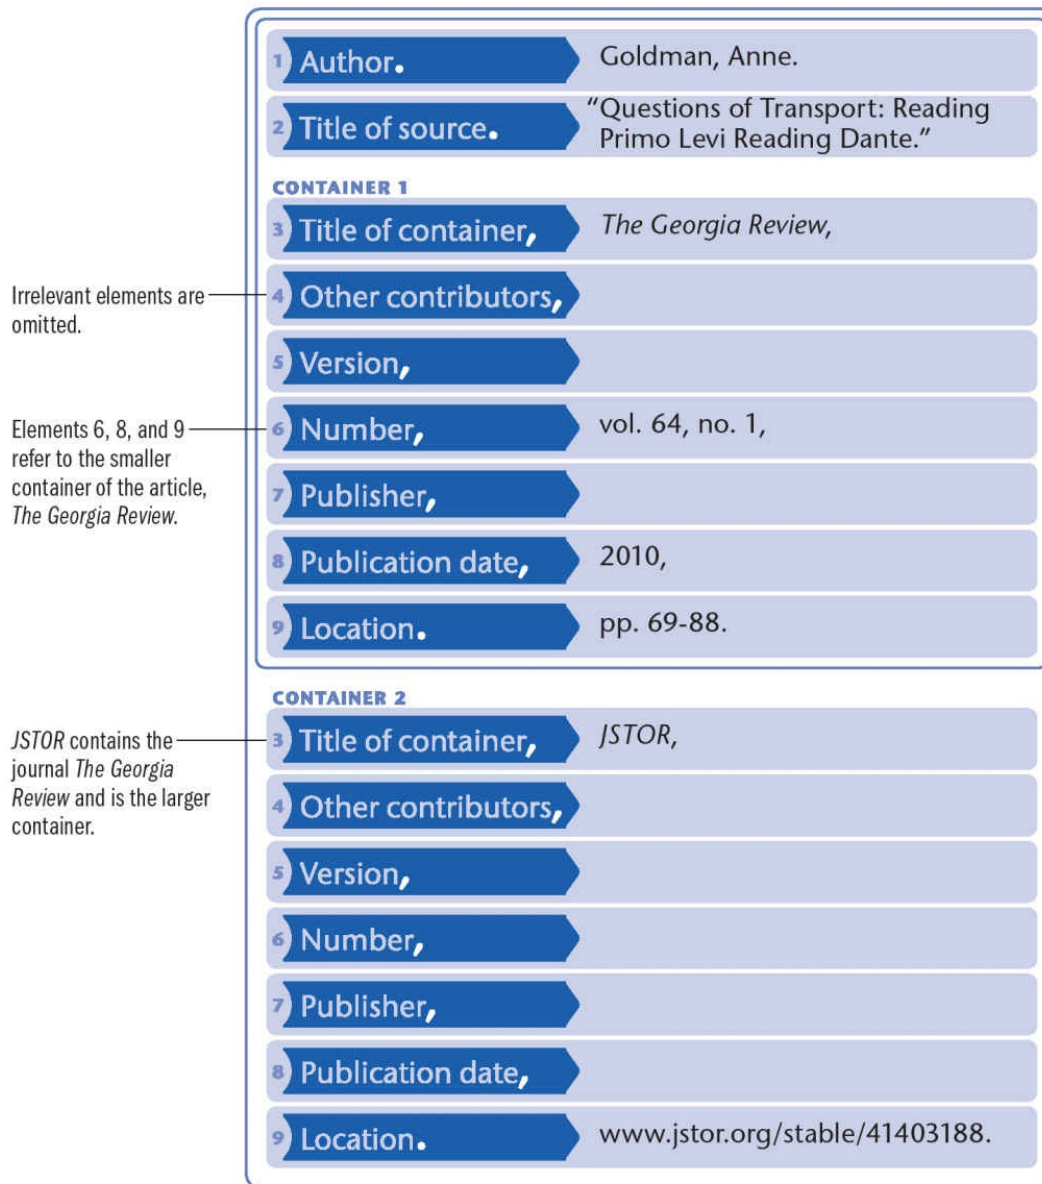 1 Author. Goldman, Anne.
2 Title of source. “Questions of Transport: Reading
Primo Levi Reading Dante.”
CONTAINER 1
3 Title of container, The Georgia Review,
Irrelevant elements are
omitted.
4 Other contributors,
5 Version,
Elements 6, 8, and 9
refer to the smaller
container of the article,
The Georgia Review.
6 Number, vol. 64, no. 1,
7 Publisher,
8 Publication date, 2010,
9 Location. pp. 69-88.
CONTAINER 2
JSTOR contains the
journal The Georgia
Review and is the larger
container.
3 Title of container, JSTOR,
4 Other contributors,
5 Version,
6 Number,
7 Publisher,
8 Publication date,
9 Location. www.jstor.org/stable/41403188.